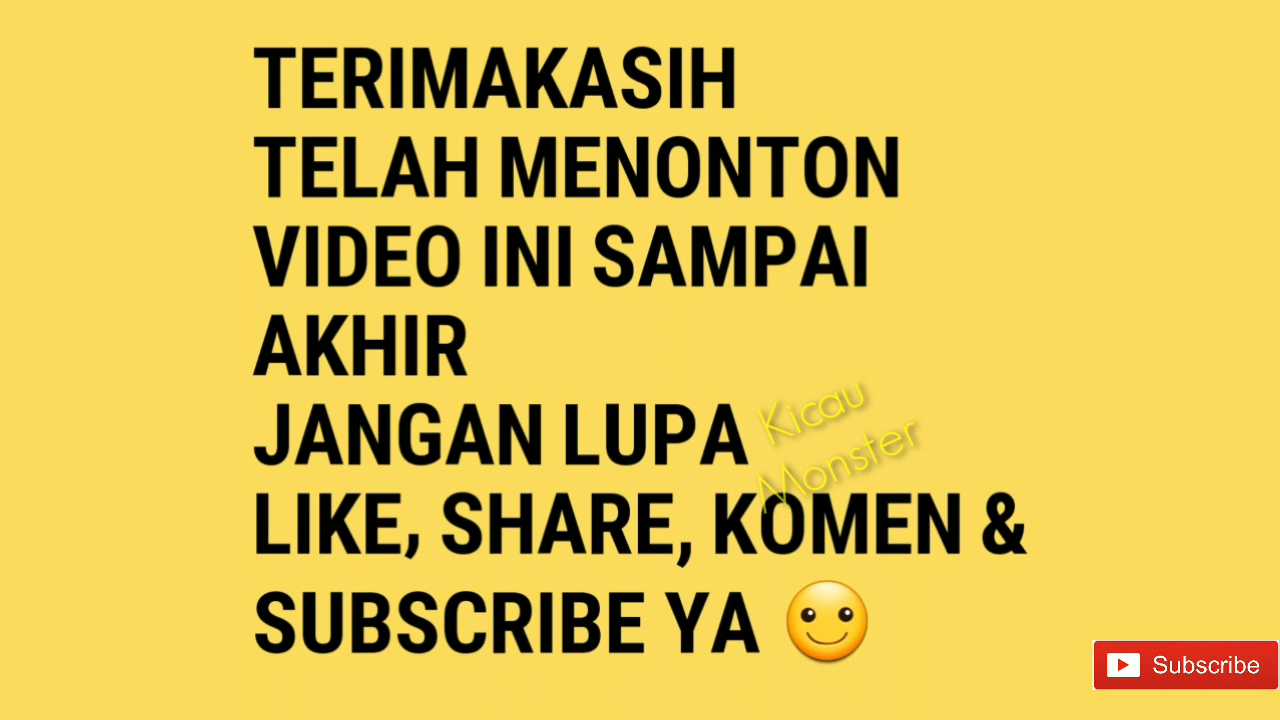 TERIMAKASIH
TELAH MENONTON
VIDEO INI SAMPAI
AKHIR
JANGAN LUPA
Kicau
Monster
LIKE, SHARE, KOMEN &
SUBSCRIBE YA 🙂
Subscribe